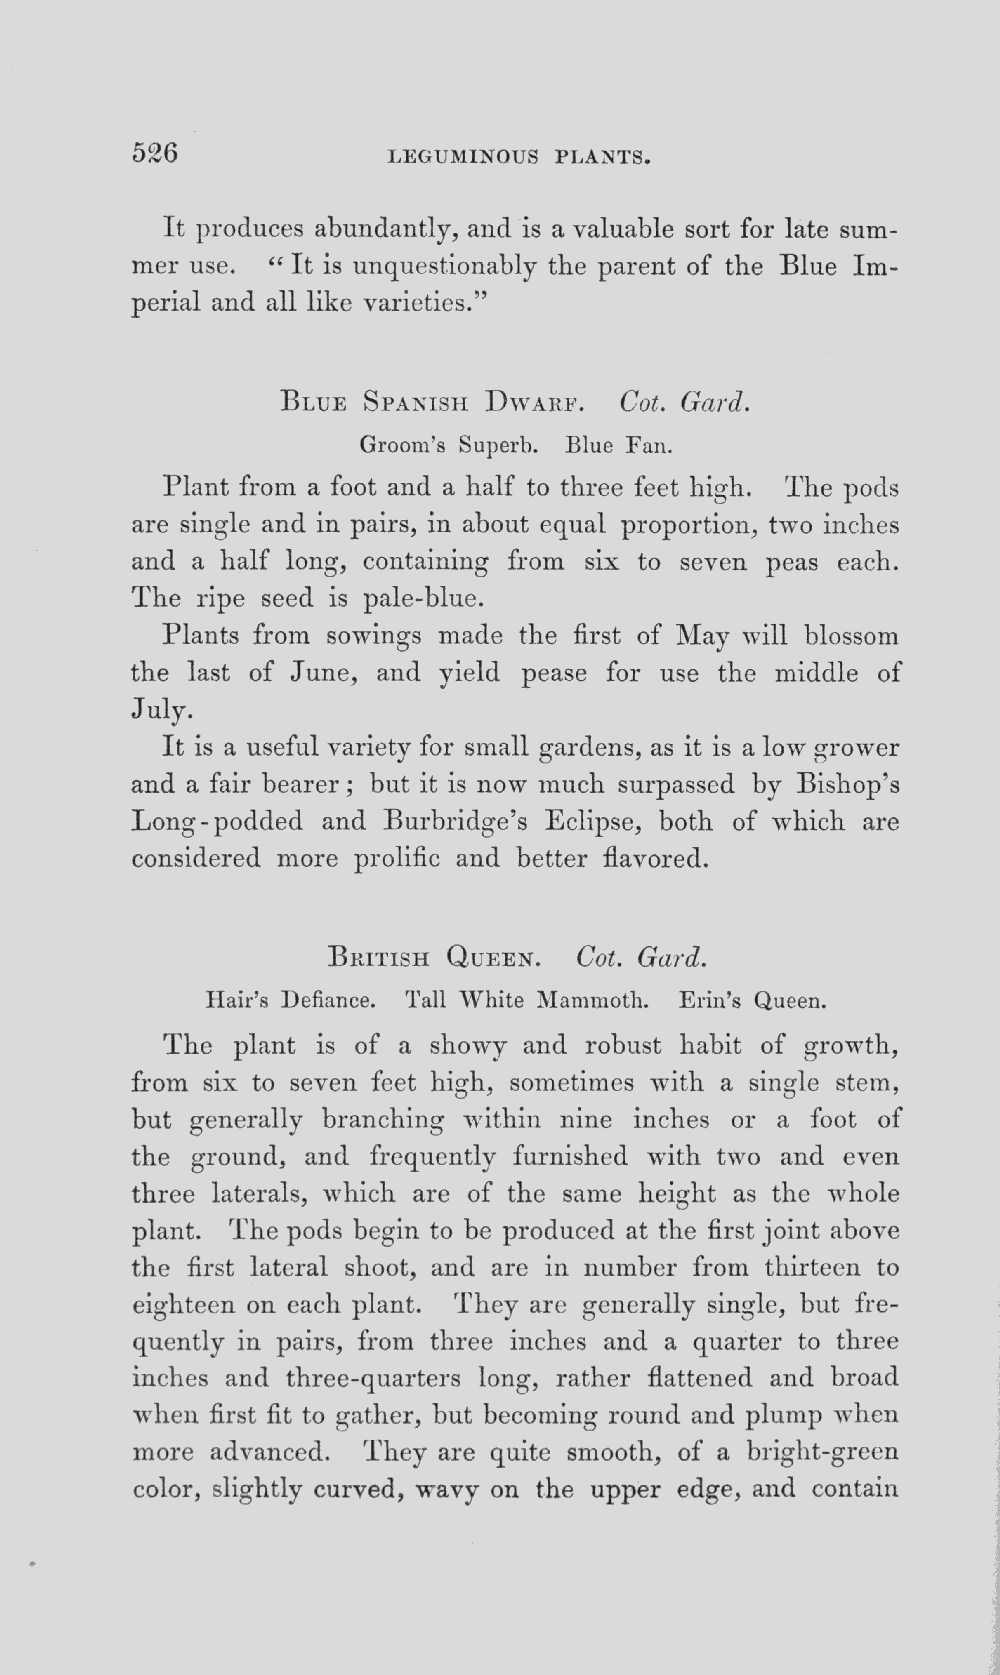 526
LEGUMINOUS PLANTS.
It produces abundantly, and is a valuable sort for late sum-
mer use. “ It is unquestionably the parent of the Blue Im-
perial and all like varieties.”
BLUE SPANISH DWARF. Cot. Gard.
Groom's Superb. Blue Fan.
Plant from a foot and a half to three feet high. The pods
are single and in pairs, in about equal proportion, two inches
and a half long, containing from six to seven peas each.
The ripe seed is pale-blue.
Plants from sowings made the first of May will blossom
the last of June, and yield pease for use the middle of
July.
It is a useful variety for small gardens, as it is a low grower
and a fair bearer; but it is now much surpassed by Bishop's
Long-podded and Burbridge's Eclipse, both of which are
considered more prolific and better flavored.
BRITISH QUEEN. Cot. Gard.
Hair's Defiance. Tall White Mammoth. Erin's Queen.
The plant is of a showy and robust habit of growth,
from six to seven feet high, sometimes with a single stem,
but generally branching within nine inches or a foot of
the ground, and frequently furnished with two and even
three laterals, which are of the same height as the whole
plant. The pods begin to be produced at the first joint above
the first lateral shoot, and are in number from thirteen to
eighteen on each plant. They are generally single, but fre-
quently in pairs, from three inches and a quarter to three
inches and three-quarters long, rather flattened and broad
when first fit to gather, but becoming round and plump when
more advanced. They are quite smooth, of a bright-green
color, slightly curved, wavy on the upper edge, and contain